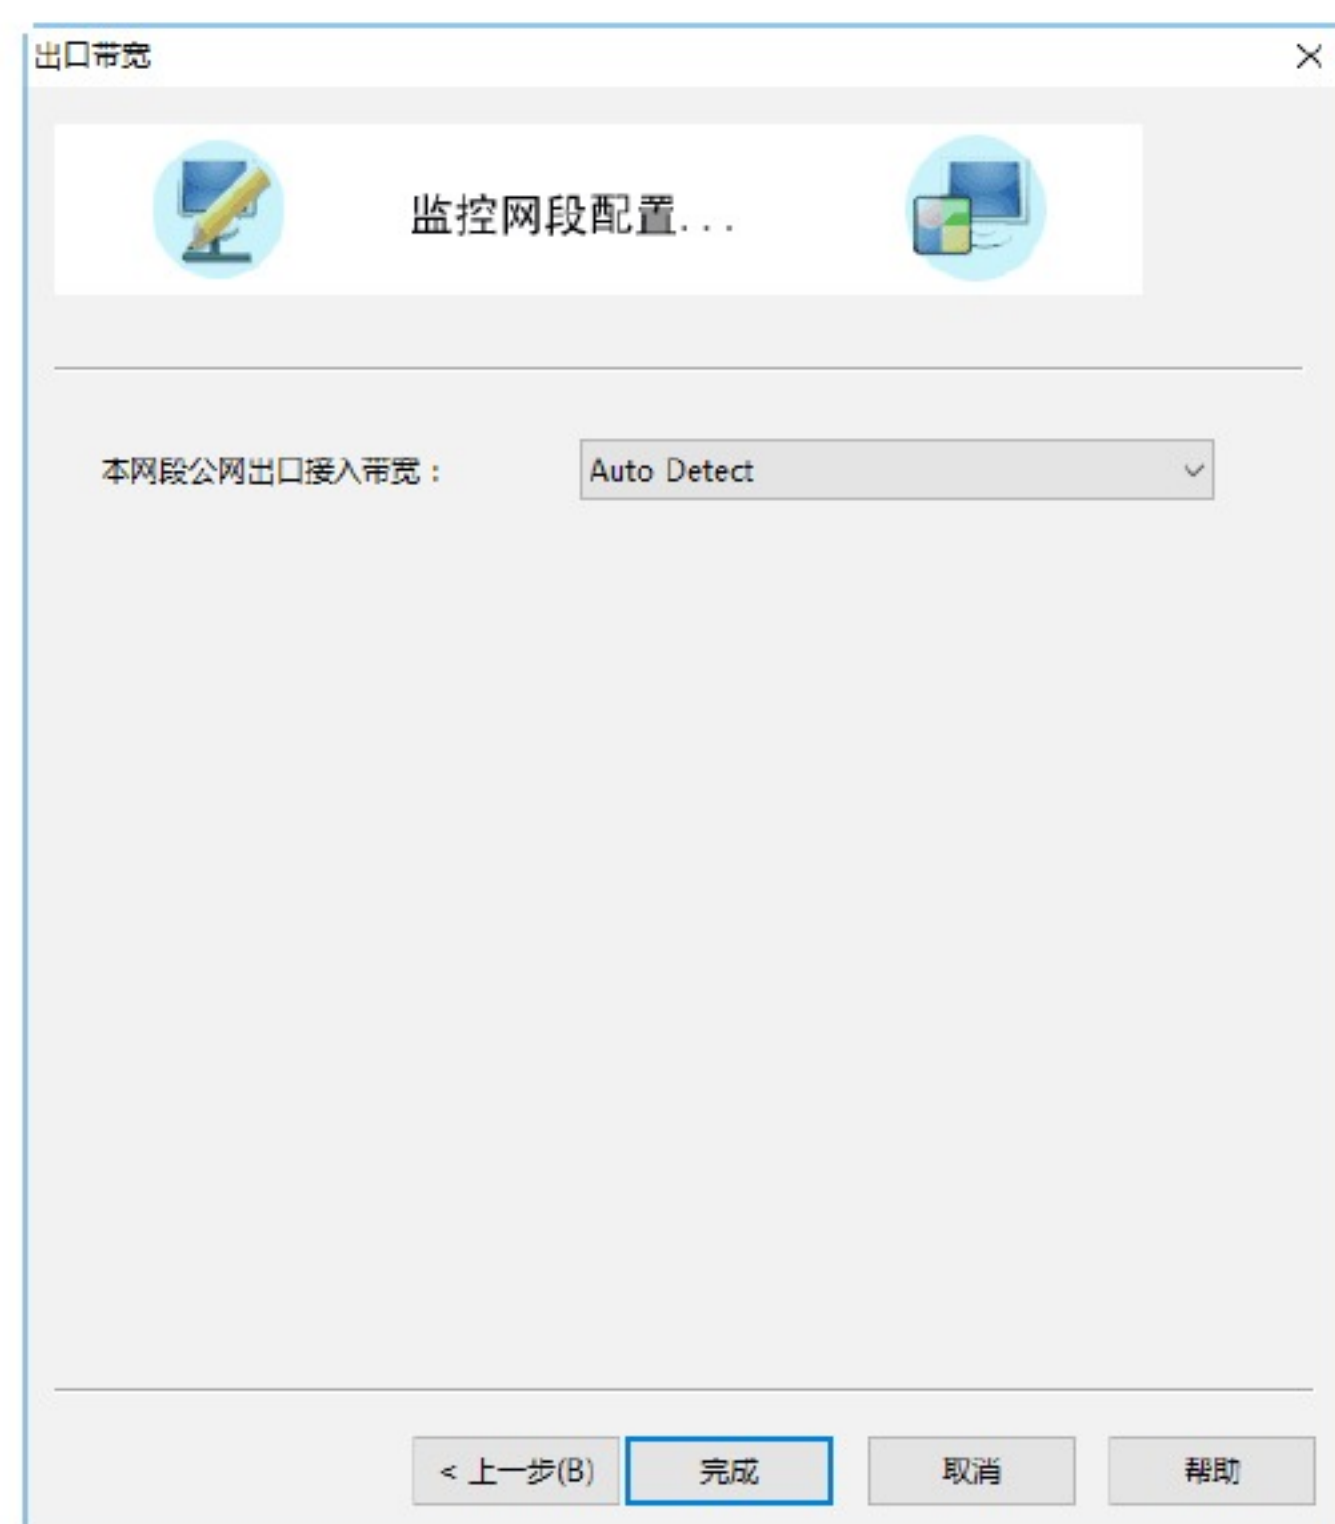 出口带宽
监控网段配置...
本网段公网出口接入带宽：
Auto Detect
< 上一步(B)
完成
取消
帮助